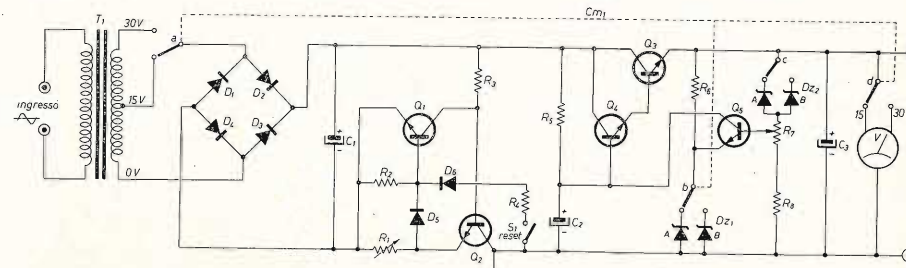 T1
30V
a
ingresso
15V
0V
D1
D2
D4
D3
+
C1
-
Q1
R2
D6
D5
R1
R3
Q2
R4
S1
reset
R5
+
C2
-
Cm1
Q3
Q4
R6
Q5
b
A
B
Dz1
c
A
B
Dz2
R7
R8
+
C3
-
d
15
30
V